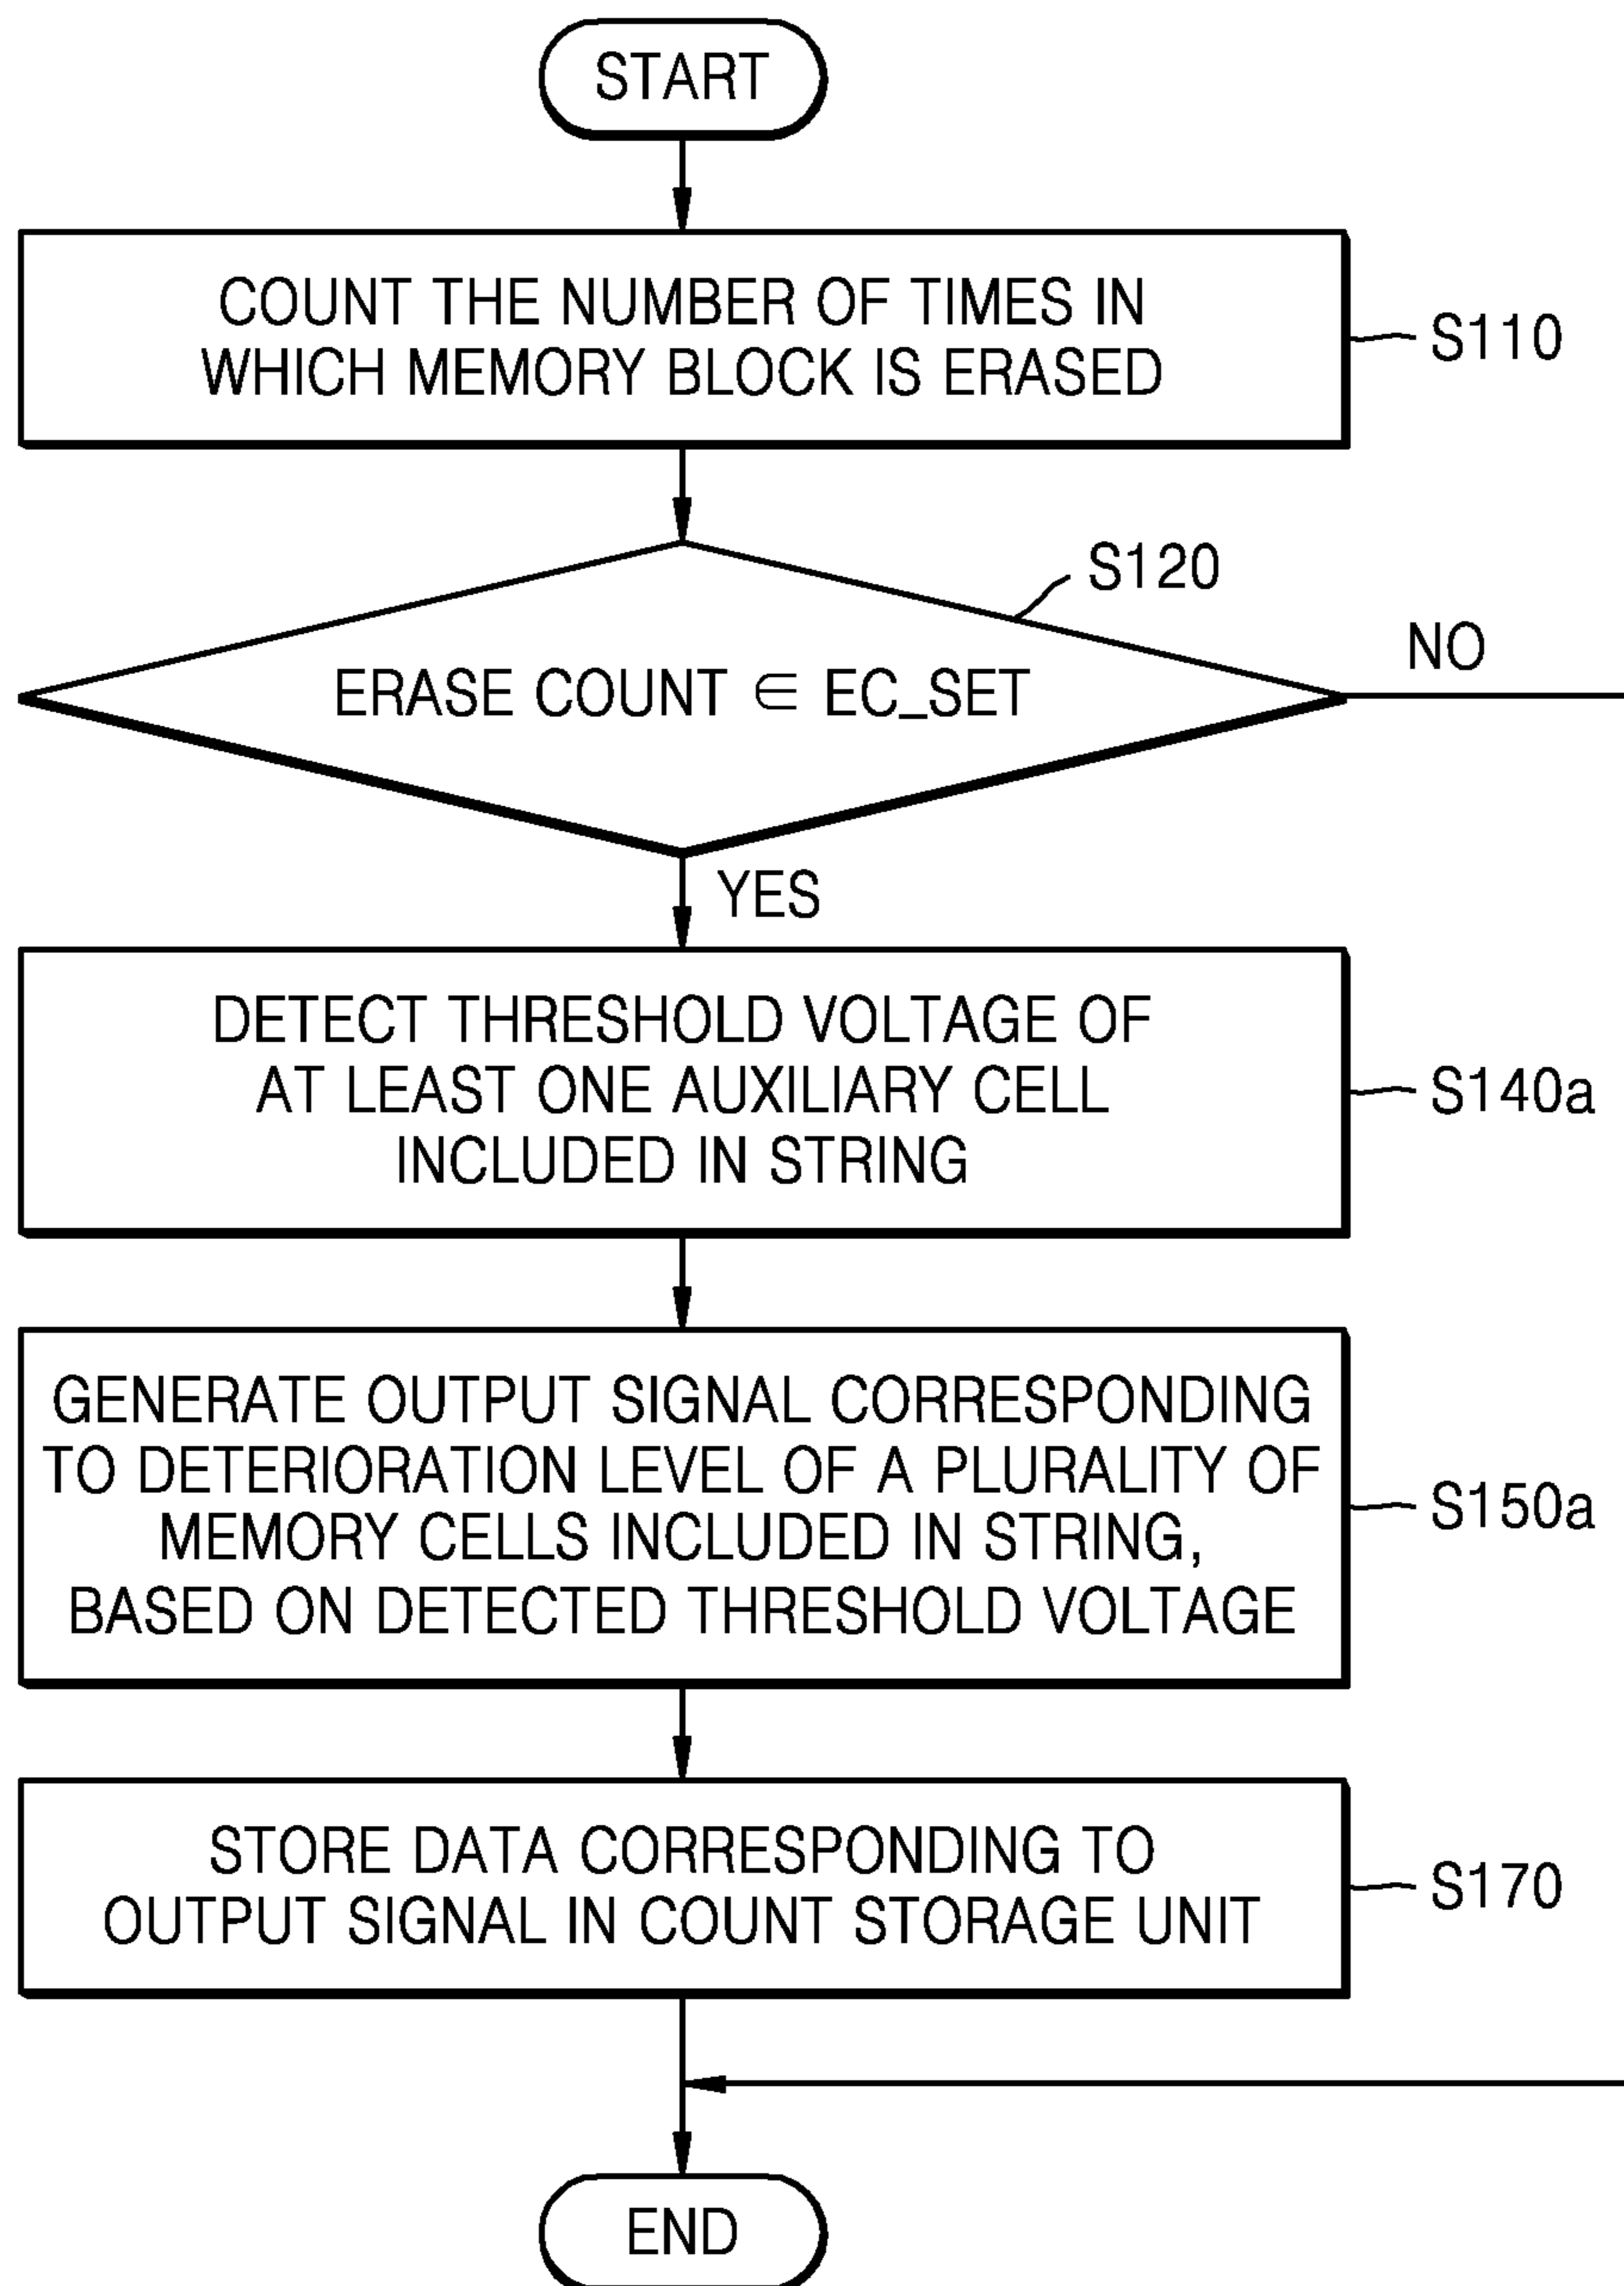 START
COUNT THE NUMBER OF TIMES IN
WHICH MEMORY BLOCK IS ERASED
S110
S120
ERASE COUNT ∈ EC_SET
NO
YES
DETECT THRESHOLD VOLTAGE OF
AT LEAST ONE AUXILIARY CELL
INCLUDED IN STRING
S140a
GENERATE OUTPUT SIGNAL CORRESPONDING
TO DETERIORATION LEVEL OF A PLURALITY OF
MEMORY CELLS INCLUDED IN STRING,
BASED ON DETECTED THRESHOLD VOLTAGE
S150a
STORE DATA CORRESPONDING TO
OUTPUT SIGNAL IN COUNT STORAGE UNIT
S170
END